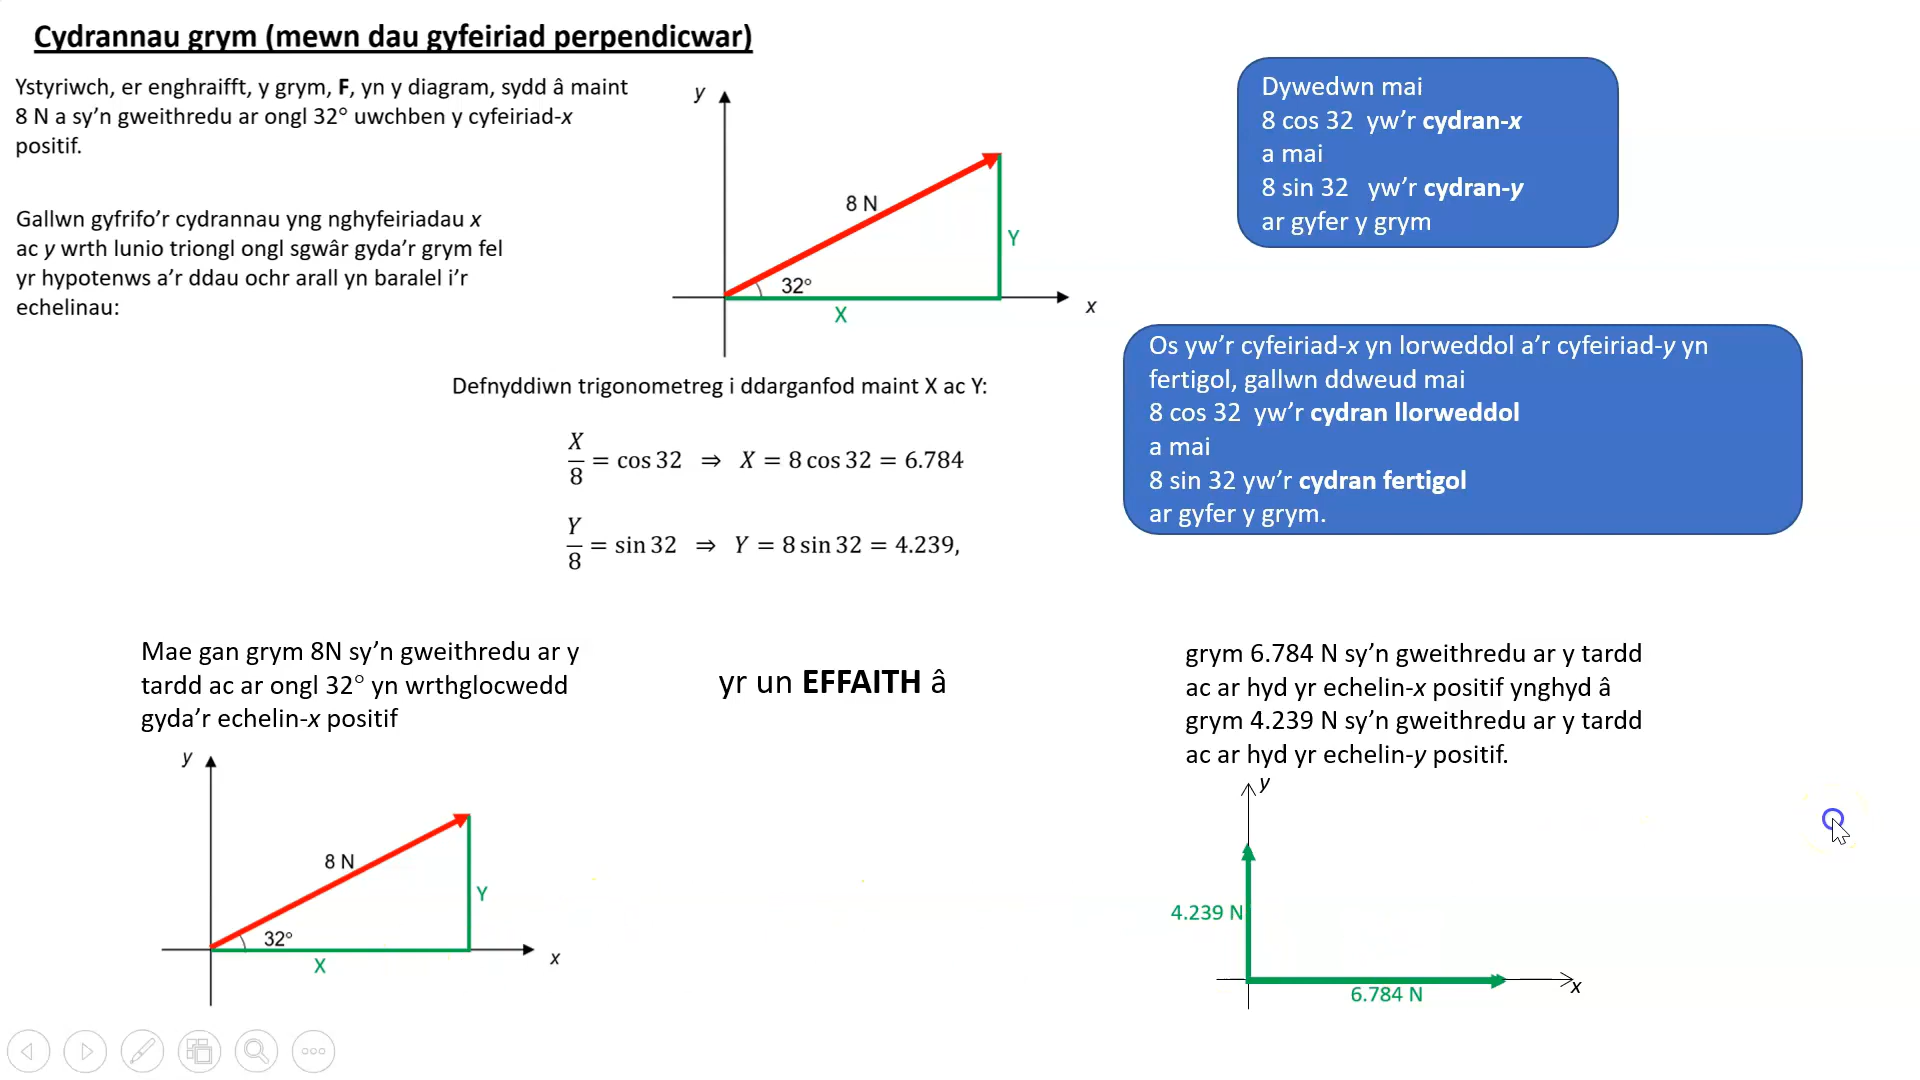 Cydrannau grym (mewn dau gyfeiriad perpendicwar)
Ystyriwch, er enghraifft, y grym, F, yn y diagram, sydd â maint
8 N a sy’n gweithredu ar ongl 32° uwchben y cyfeiriad-x
positif.
Gallwn gyfrifo’r cydrannau yng nghyfeiriadau x
ac y wrth lunio triongl ongl sgwâr gyda’r grym fel
yr hypotenws a’r ddau ochr arall yn baralel i’r
echelinau:
y
8 N
Y
32°
X
x
Dywedwn mai
8 cos 32 yw’r cydran-x
a mai
8 sin 32 yw’r cydran-y
ar gyfer y grym
Os yw’r cyfeiriad-x yn lorweddol a’r cyfeiriad-y yn
fertigol, gallwn ddweud mai
8 cos 32 yw’r cydran llorweddol
a mai
8 sin 32 yw’r cydran fertigol
ar gyfer y grym.
Defnyddiwn trigonometreg i ddarganfod maint X ac Y:
X/8 = cos 32 ⇒ X = 8 cos 32 = 6.784
Y/8 = sin 32 ⇒ Y = 8 sin 32 = 4.239,
Mae gan grym 8N sy’n gweithredu ar y
tardd ac ar ongl 32° yn wrthglocwedd
gyda’r echelin-x positif
y
8 N
Y
32°
X
x
yr un EFFAITH â
grym 6.784 N sy’n gweithredu ar y tardd
ac ar hyd yr echelin-x positif ynghyd â
grym 4.239 N sy’n gweithredu ar y tardd
ac ar hyd yr echelin-y positif.
y
4.239 N
x
6.784 N